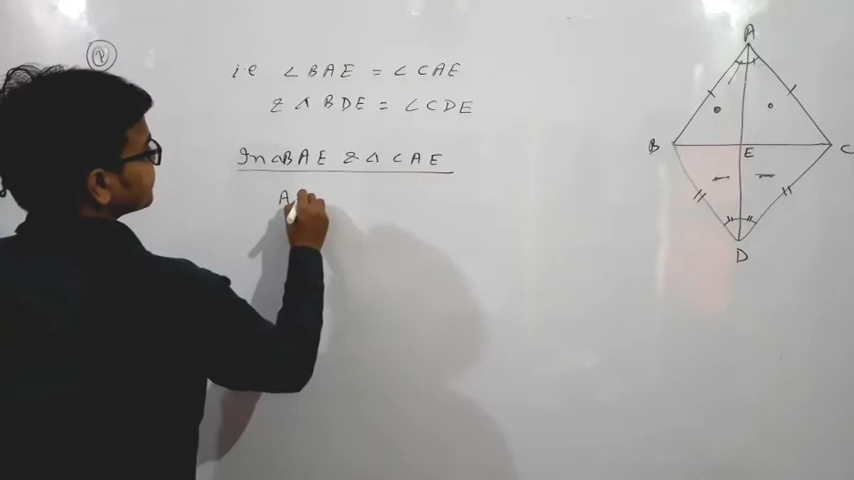 i.e ∠BAE = ∠CAE
& ∧BDE = ∠CDE
In △BAE & △CAE
A
A
B
E
C
D